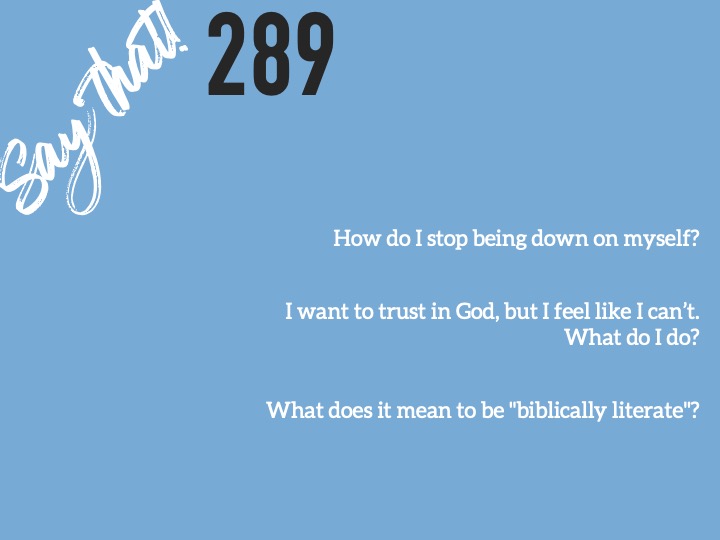 Say that!
289
How do I stop being down on myself?
I want to trust in God, but I feel like I can’t.
What do I do?
What does it mean to be "biblically literate"?